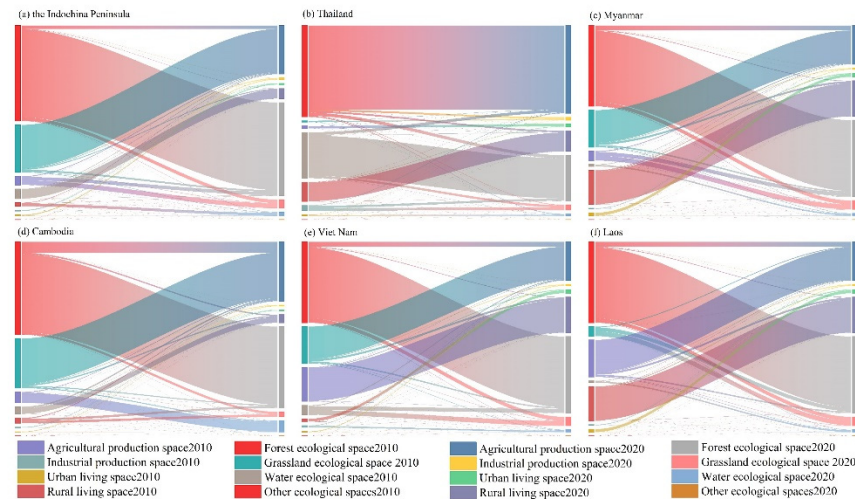 (a) the Indochina Peninsula
(b) Thailand
(c) Myanmar
(d) Cambodia
(e) Viet Nam
(f) Laos
Agricultural production space2010
Industrial production space2010
Urban living space2010
Rural living space2010
Forest ecological space2010
Grassland ecological space 2010
Water ecological space2010
Other ecological spaces2010
Agricultural production space2020
Industrial production space2020
Urban living space2020
Rural living space2020
Forest ecological space2020
Grassland ecological space 2020
Water ecological space2020
Other ecological spaces2020